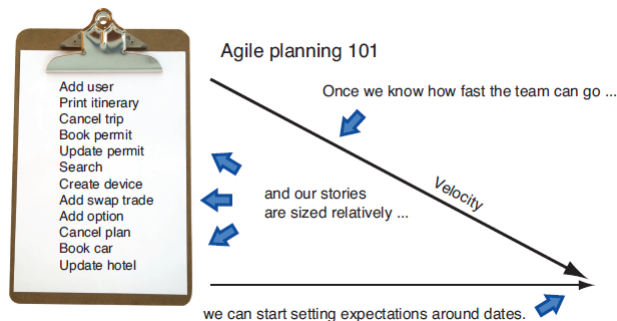 Agile planning 101
Add user
Print itinerary
Cancel trip
Book permit
Update permit
Search
Create device
Add swap trade
Add option
Cancel plan
Book car
Update hotel
Once we know how fast the team can go ...
Velocity
and our stories
are sized relatively ...
we can start setting expectations around dates.